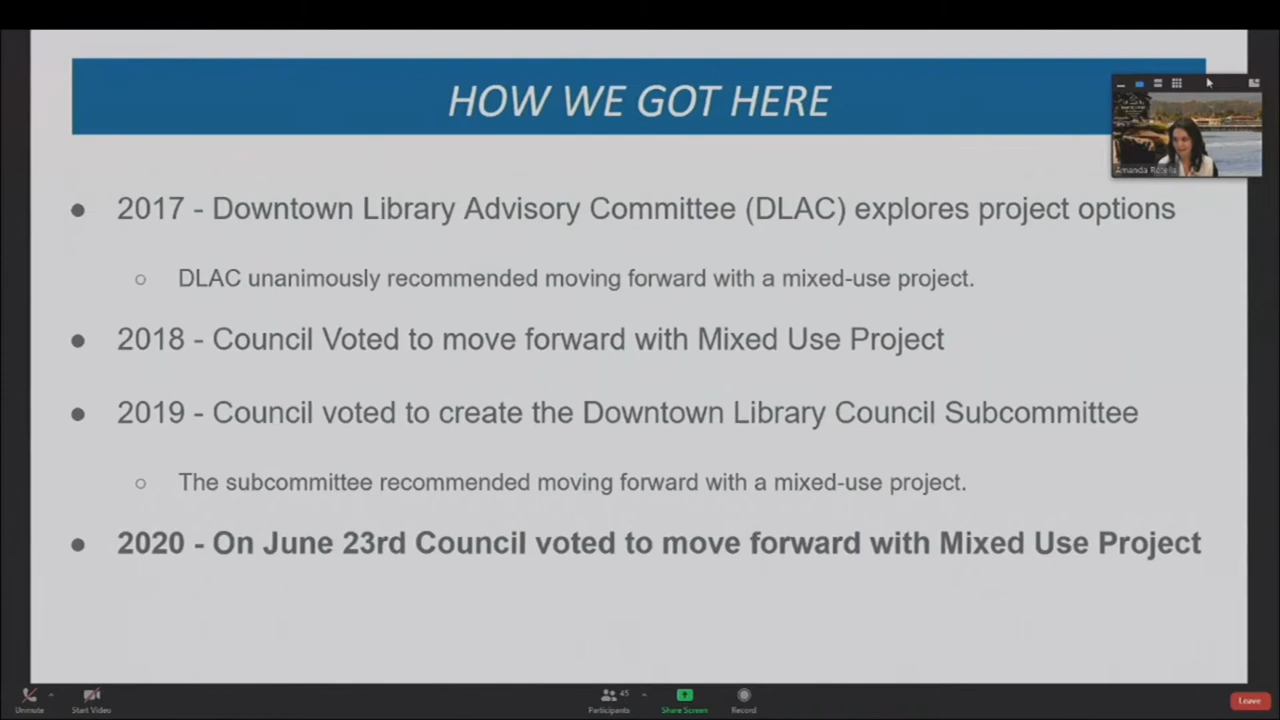 HOW WE GOT HERE
2017 - Downtown Library Advisory Committee (DLAC) explores project options
DLAC unanimously recommended moving forward with a mixed-use project.
2018 - Council Voted to move forward with Mixed Use Project
2019 - Council voted to create the Downtown Library Council Subcommittee
The subcommittee recommended moving forward with a mixed-use project.
2020 - On June 23rd Council voted to move forward with Mixed Use Project
Amanda
Unmute
Start Video
45
Participants
Share Screen
Record
Leave